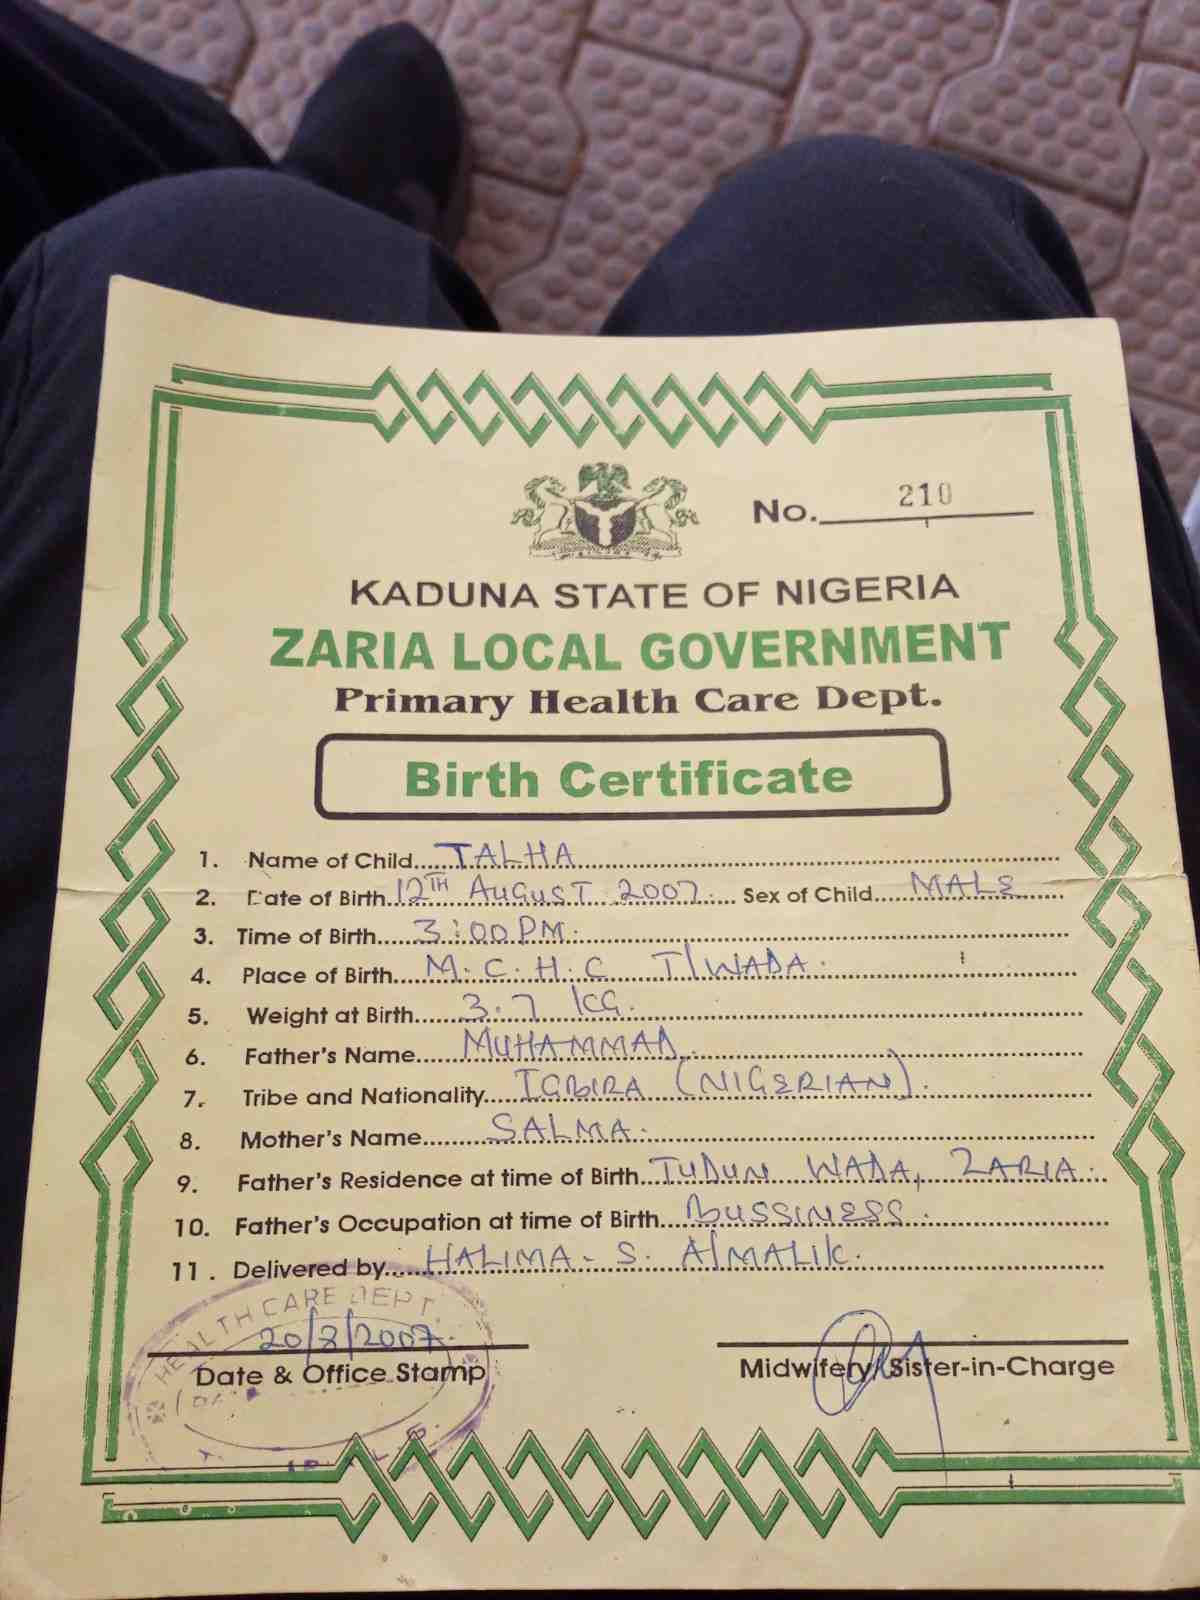 No. 210
KADUNA STATE OF NIGERIA
ZARIA LOCAL GOVERNMENT
Primary Health Care Dept.
Birth Certificate
1. Name of Child TALHA
2. Date of Birth 12TH AUGUST 2007. Sex of Child MALE
3. Time of Birth 3:00 PM.
4. Place of Birth M.C.H.C T/WADA.
5. Weight at Birth 3.7 KG.
6. Father's Name MUHAMMAD.
7. Tribe and Nationality IGBIRA (NIGERIAN).
8. Mother's Name SALMA.
9. Father's Residence at time of Birth TUDUN WADA, ZARIA.
10. Father's Occupation at time of Birth BUSSINESS.
11. Delivered by HALIMA. S. A/MALIK.
HEALTH CARE DEPT
20/8/2007.
Date & Office Stamp
Midwifery/Sister-in-Charge